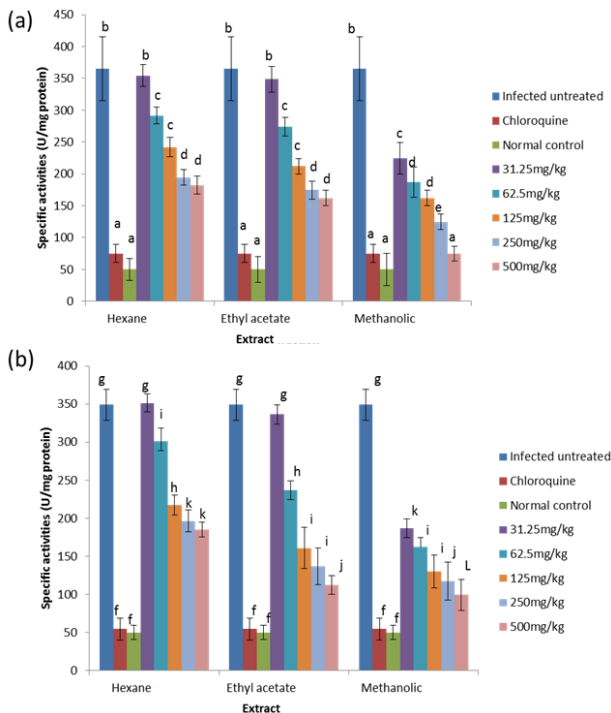 (a)
Specific activities (U/mg protein)
450
400
350
300
250
200
150
100
50
0
b a a b c c d d
b a a b c c d d
b a a c d d e a
Hexane
Ethyl acetate
Methanolic
Extract
Infected untreated
Chloroquine
Normal control
31.25mg/kg
62.5mg/kg
125mg/kg
250mg/kg
500mg/kg
(b)
Specific activities (U/mg protein)
400
350
300
250
200
150
100
50
0
g f f g i h k k
g f f g h i i j
g f f k i i j L
Hexane
Ethyl acetate
Methanolic
Extract
Infected untreated
Chloroquine
Normal control
31.25mg/kg
62.5mg/kg
125mg/kg
250mg/kg
500mg/kg